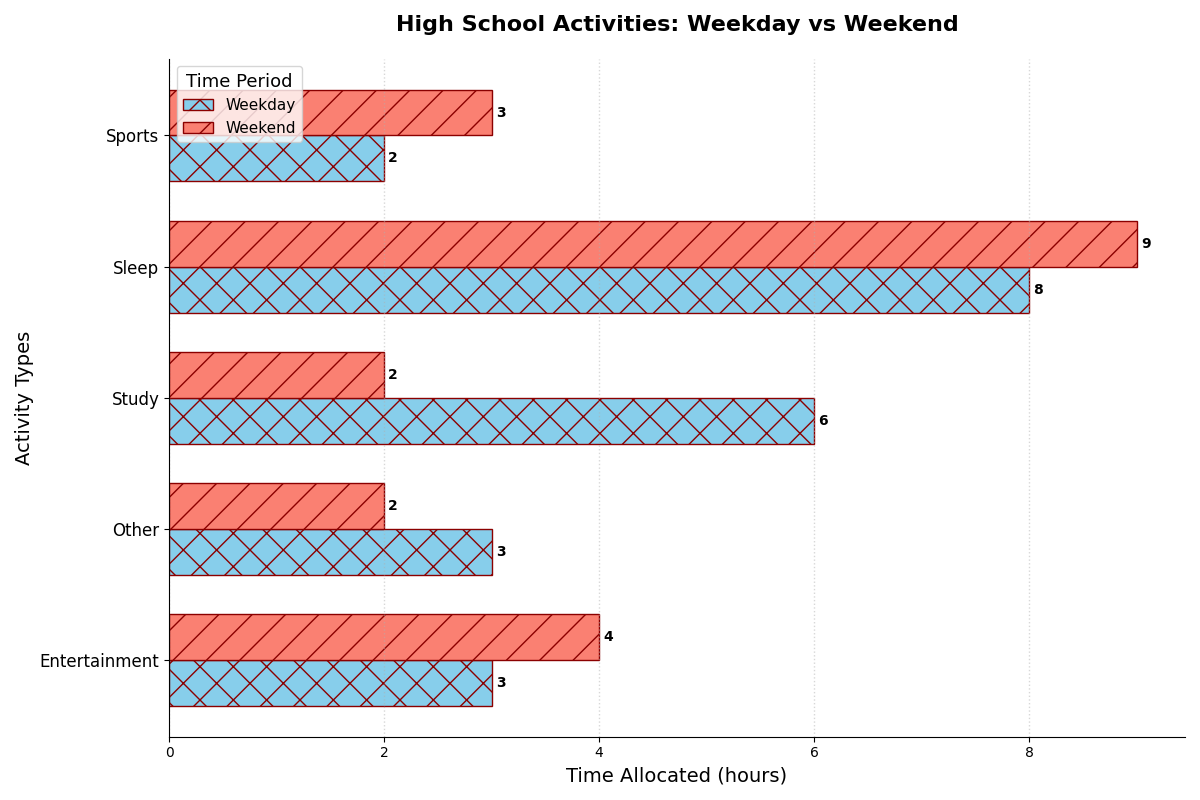 High School Activities: Weekday vs Weekend
Time Period
Weekday
Weekend
Activity Types
Sports
3
2
Sleep
9
8
Study
2
6
Other
2
3
Entertainment
4
3
0 2 4 6 8
Time Allocated (hours)